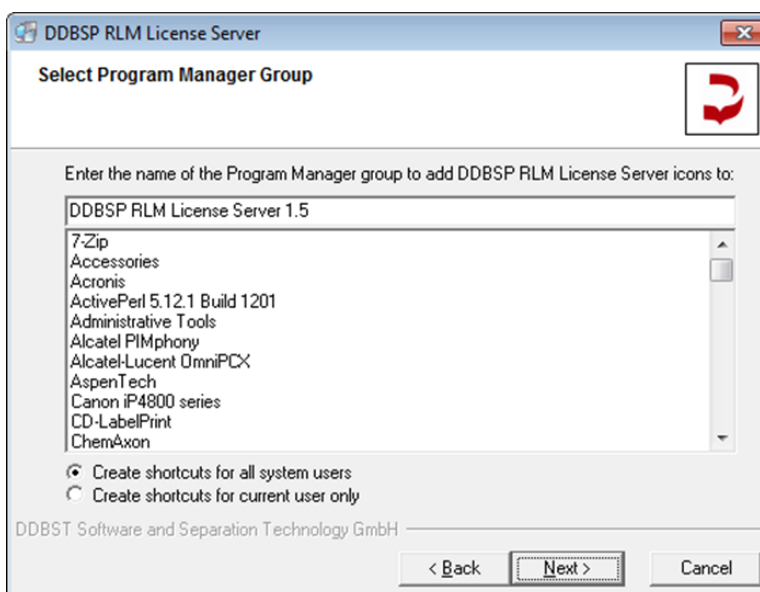 DDBSP RLM License Server
Select Program Manager Group
Enter the name of the Program Manager group to add DDBSP RLM License Server icons to:
DDBSP RLM License Server 1.5
7-Zip
Accessories
Acronis
ActivePerl 5.12.1 Build 1201
Administrative Tools
Alcatel PIMphony
Alcatel-Lucent OmniPCX
AspenTech
Canon iP4800 series
CD-LabelPrint
ChemAxon
Create shortcuts for all system users
Create shortcuts for current user only
DDBST Software and Separation Technology GmbH
< Back Next > Cancel